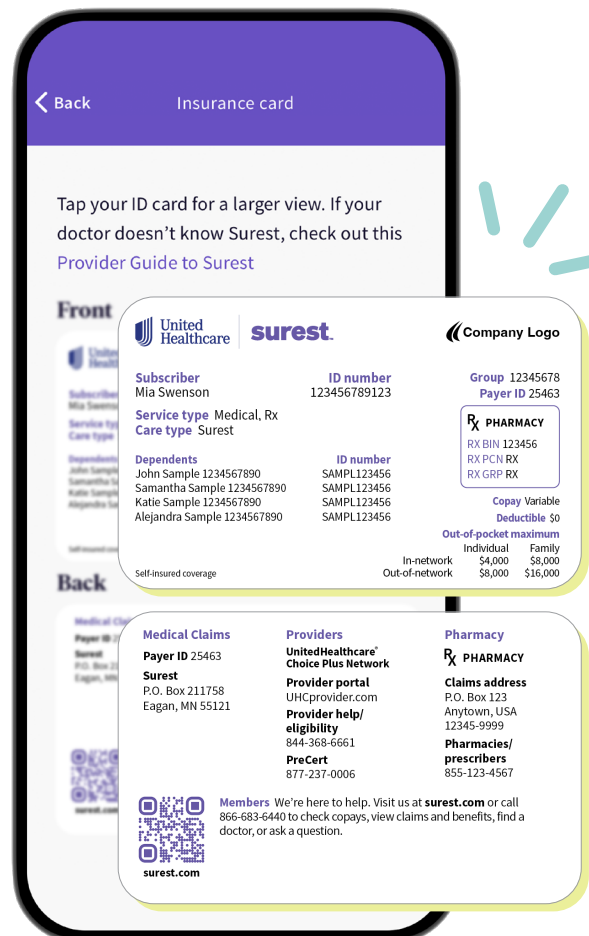 Back
Insurance card
Tap your ID card for a larger view. If your
doctor doesn't know Surest, check out this
Provider Guide to Surest
Front
United
Healthcare
surest™
Company Logo
Subscriber ID number
Mia Swenson 123456789123
Group 12345678
Payer ID 25463
Service type Medical, Rx
Care type Surest
Rx PHARMACY
RX BIN 123456
RX PCN RX
RX GRP RX
Dependents ID number
John Sample 1234567890 SAMPL123456
Samantha Sample 1234567890 SAMPL123456
Katie Sample 1234567890 SAMPL123456
Alejandra Sample 1234567890 SAMPL123456
Copay Variable
Deductible $0
Out-of-pocket maximum
Individual Family
In-network $4,000 $8,000
Out-of-network $8,000 $16,000
Self-insured coverage
Back
Medical Claims
Payer ID 25463
Surest
P.O. Box 211758
Eagan, MN 55121
Providers
UnitedHealthcare®
Choice Plus Network
Provider portal
UHCprovider.com
Provider help/
eligibility
844-368-6661
PreCert
877-237-0006
Pharmacy
Rx PHARMACY
Claims address
P.O. Box 123
Anytown, USA
12345-9999
Pharmacies/
prescribers
855-123-4567
surest.com
Members We're here to help. Visit us at surest.com or call
866-683-6440 to check copays, view claims and benefits, find a
doctor, or ask a question.